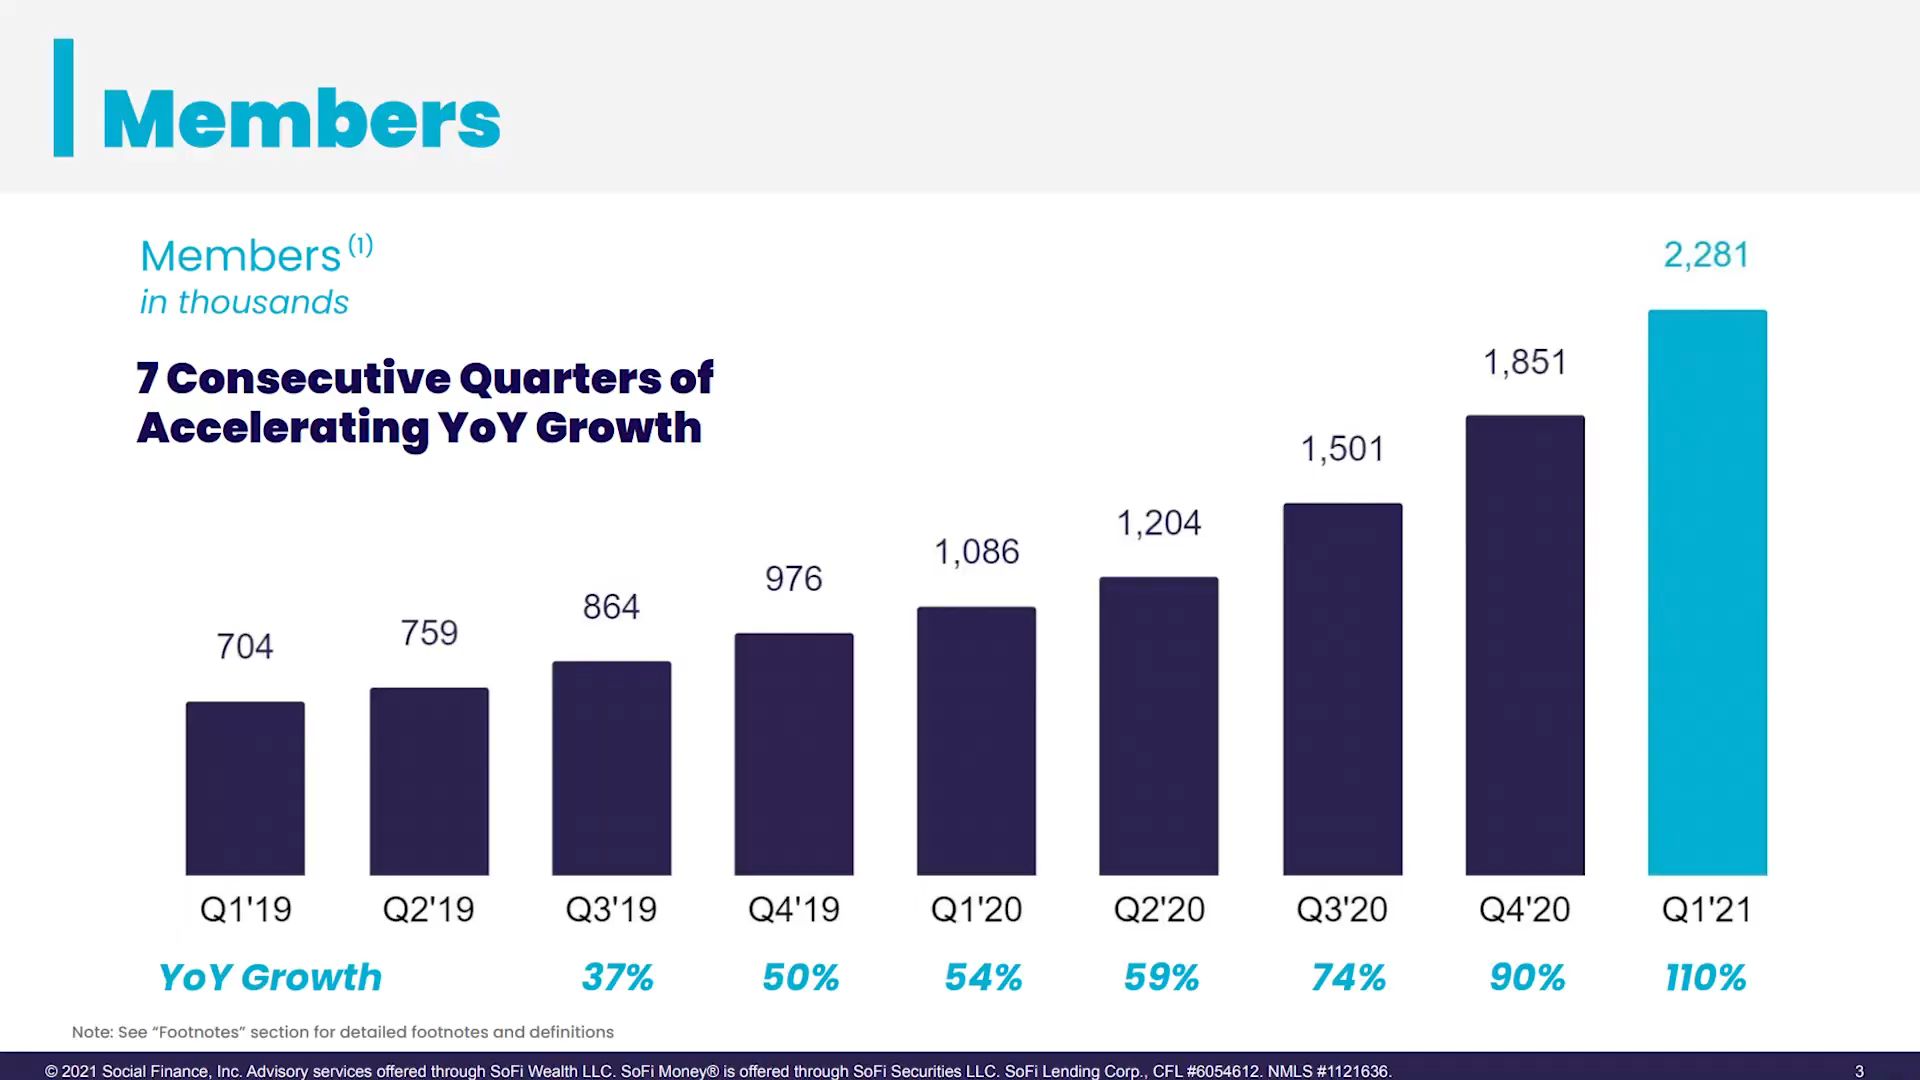 Members
Members (1)
in thousands
7 Consecutive Quarters of
Accelerating YoY Growth
704 759 864 976 1,086 1,204 1,501 1,851 2,281
Q1'19 Q2'19 Q3'19 Q4'19 Q1'20 Q2'20 Q3'20 Q4'20 Q1'21
YoY Growth 37% 50% 54% 59% 74% 90% 110%
Note: See “Footnotes” section for detailed footnotes and definitions
© 2021 Social Finance, Inc. Advisory services offered through SoFi Wealth LLC. SoFi Money® is offered through SoFi Securities LLC. SoFi Lending Corp., CFL #6054612. NMLS #1121636. 3